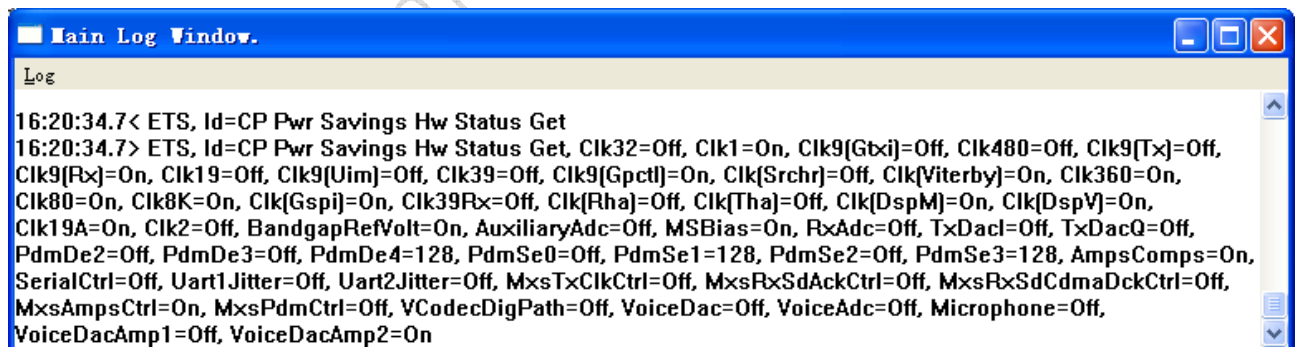 Main Log Window.
Log
16:20:34.7< ETS, Id=CP Pwr Savings Hw Status Get
16:20:34.7> ETS, Id=CP Pwr Savings Hw Status Get, Clk32=Off, Clk1=On, Clk9(Gtxi)=Off, Clk480=Off, Clk9(Tx)=Off,
Clk9(Rx)=On, Clk19=Off, Clk9(Uim)=Off, Clk39=Off, Clk9(Gpctl)=On, Clk(Srchr)=Off, Clk(Viterby)=On, Clk360=On,
Clk80=On, Clk8K=On, Clk(Gspi)=On, Clk39Rx=Off, Clk(Rha)=Off, Clk(Tha)=Off, Clk(DspM)=On, Clk(DspV)=On,
Clk19A=On, Clk2=Off, BandgapRefVolt=On, AuxiliaryAdc=Off, MSBias=On, RxAdc=Off, TxDacI=Off, TxDacQ=Off,
PdmDe2=Off, PdmDe3=Off, PdmDe4=128, PdmSe0=Off, PdmSe1=128, PdmSe2=Off, PdmSe3=128, AmpsComps=On,
SerialCtrl=Off, Uart1Jitter=Off, Uart2Jitter=Off, MxsTxClkCtrl=Off, MxsRxSdAckCtrl=Off, MxsRxSdCdmaDckCtrl=Off,
MxsAmpsCtrl=On, MxsPdmCtrl=Off, VCodecDigPath=Off, VoiceDac=Off, VoiceAdc=Off, Microphone=Off,
VoiceDacAmp1=Off, VoiceDacAmp2=On